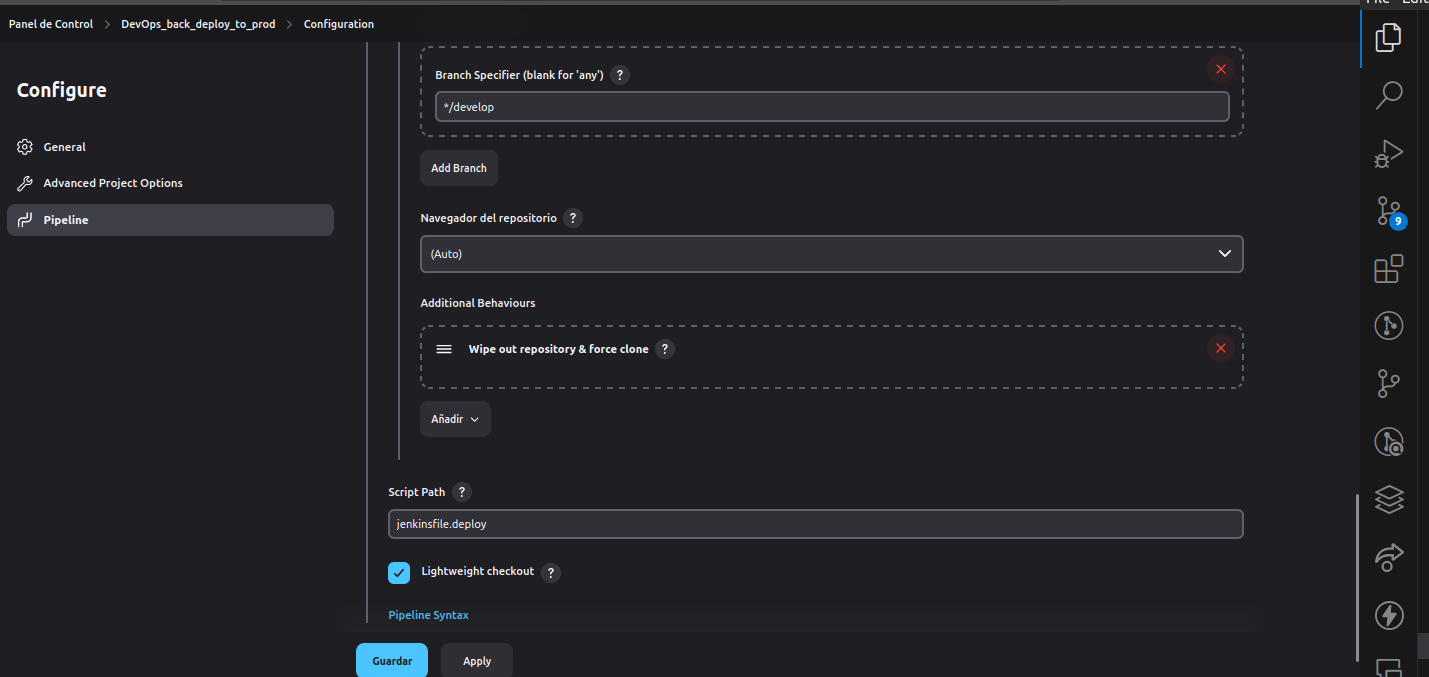 Panel de Control > DevOps_back_deploy_to_prod > Configuration
Configure
General
Advanced Project Options
Pipeline
Branch Specifier (blank for 'any') ?
*/develop
Add Branch
Navegador del repositorio ?
(Auto)
Additional Behaviours
Wipe out repository & force clone ?
Añadir
Script Path ?
jenkinsfile.deploy
Lightweight checkout ?
Pipeline Syntax
Guardar
Apply
9